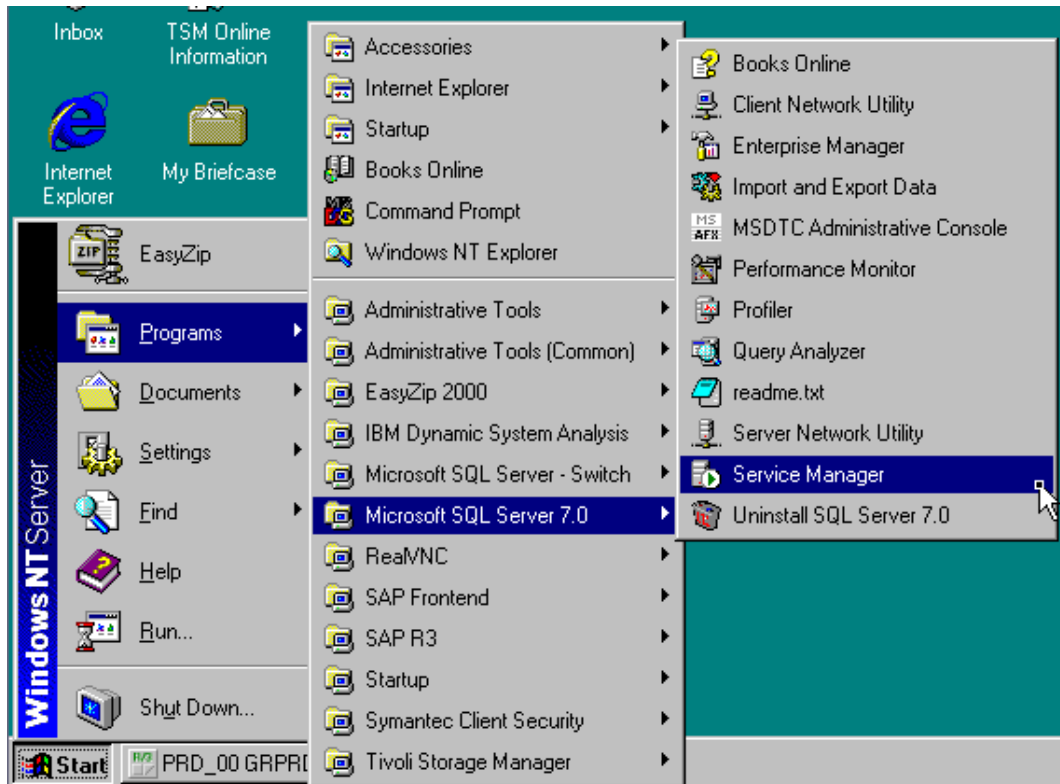 Inbox
TSM Online
Information
Internet
Explorer
My Briefcase
ZIP
EasyZip
Programs
Documents
Settings
Find
Help
Run...
Shut Down...
Windows NT Server
Start
R/3
PRD_00 GRPR
Accessories
Internet Explorer
Startup
Books Online
Command Prompt
Windows NT Explorer
Administrative Tools
Administrative Tools (Common)
EasyZip 2000
IBM Dynamic System Analysis
Microsoft SQL Server - Switch
Microsoft SQL Server 7.0
RealVNC
SAP Frontend
SAP R3
Startup
Symantec Client Security
Tivoli Storage Manager
Books Online
Client Network Utility
Enterprise Manager
Import and Export Data
MS
AFX
MSDTC Administrative Console
Performance Monitor
Profiler
Query Analyzer
readme.txt
Server Network Utility
Service Manager
Uninstall SQL Server 7.0